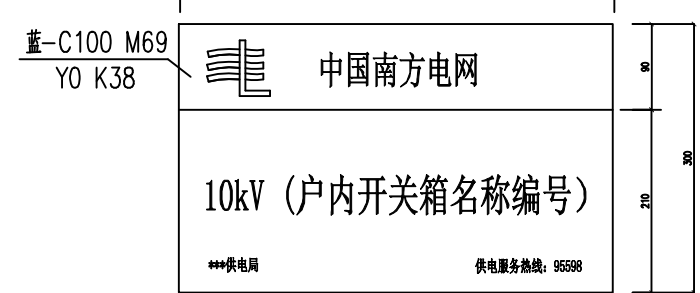 蓝-C100 M69
Y0 K38
中国南方电网
90
300
10kV (户内开关箱名称编号)
210
***供电局
供电服务热线: 95598